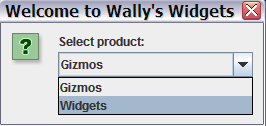 Welcome to Wally's Widgets
?
Select product:
Gizmos
Gizmos
Widgets